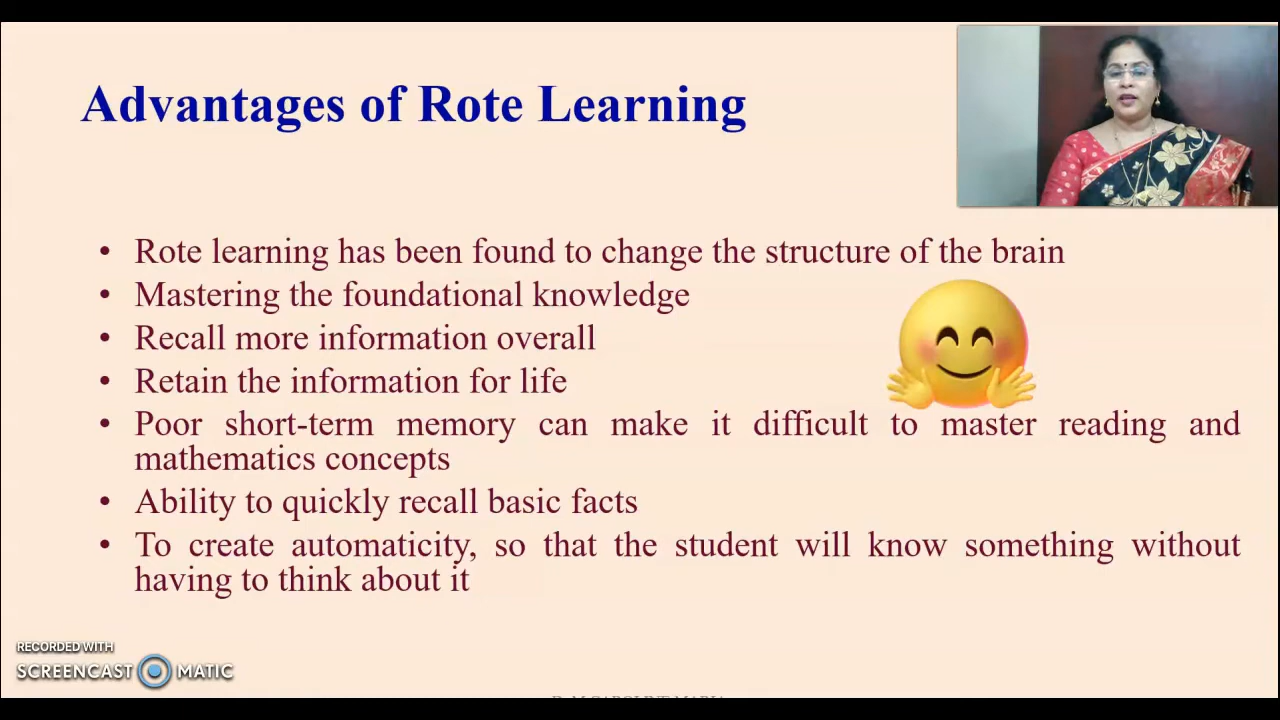 Advantages of Rote Learning
• Rote learning has been found to change the structure of the brain
• Mastering the foundational knowledge
• Recall more information overall
• Retain the information for life
• Poor short-term memory can make it difficult to master reading and
mathematics concepts
• Ability to quickly recall basic facts
• To create automaticity, so that the student will know something without
having to think about it
RECORDED WITH
SCREENCAST MATIC